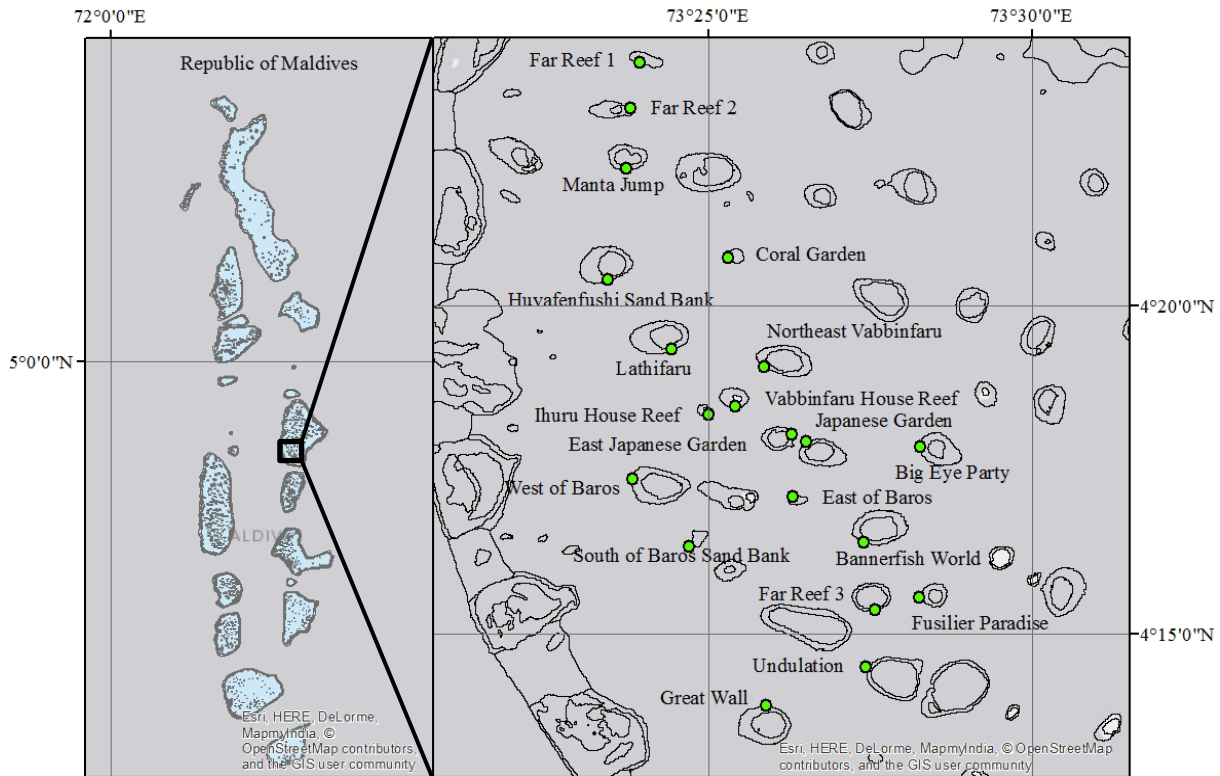 72°0'0"E
73°25'0"E
73°30'0"E
Republic of Maldives
Far Reef 1
Far Reef 2
Manta Jump
Coral Garden
Huvafenfushi Sand Bank
4°20'0"N
Northeast Vabbinfaru
5°0'0"N
Lathifaru
Vabbinfaru House Reef
Ihuru House Reef
Japanese Garden
East Japanese Garden
Big Eye Party
West of Baros
East of Baros
ALDIV
South of Baros Sand Bank
Bannerfish World
Far Reef 3
Fusilier Paradise
4°15'0"N
Undulation
Great Wall
Esri, HERE, DeLorme,
MapmyIndia, ©
OpenStreetMap contributors,
and the GIS user community
Esri, HERE, DeLorme, MapmyIndia, © OpenStreetMap
contributors, and the GIS user community